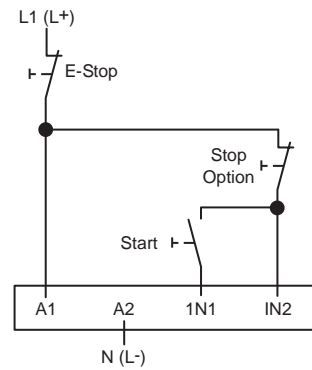 L1 (L+)
E-Stop
Stop
Option
Start
A1 A2 1N1 IN2
N (L-)